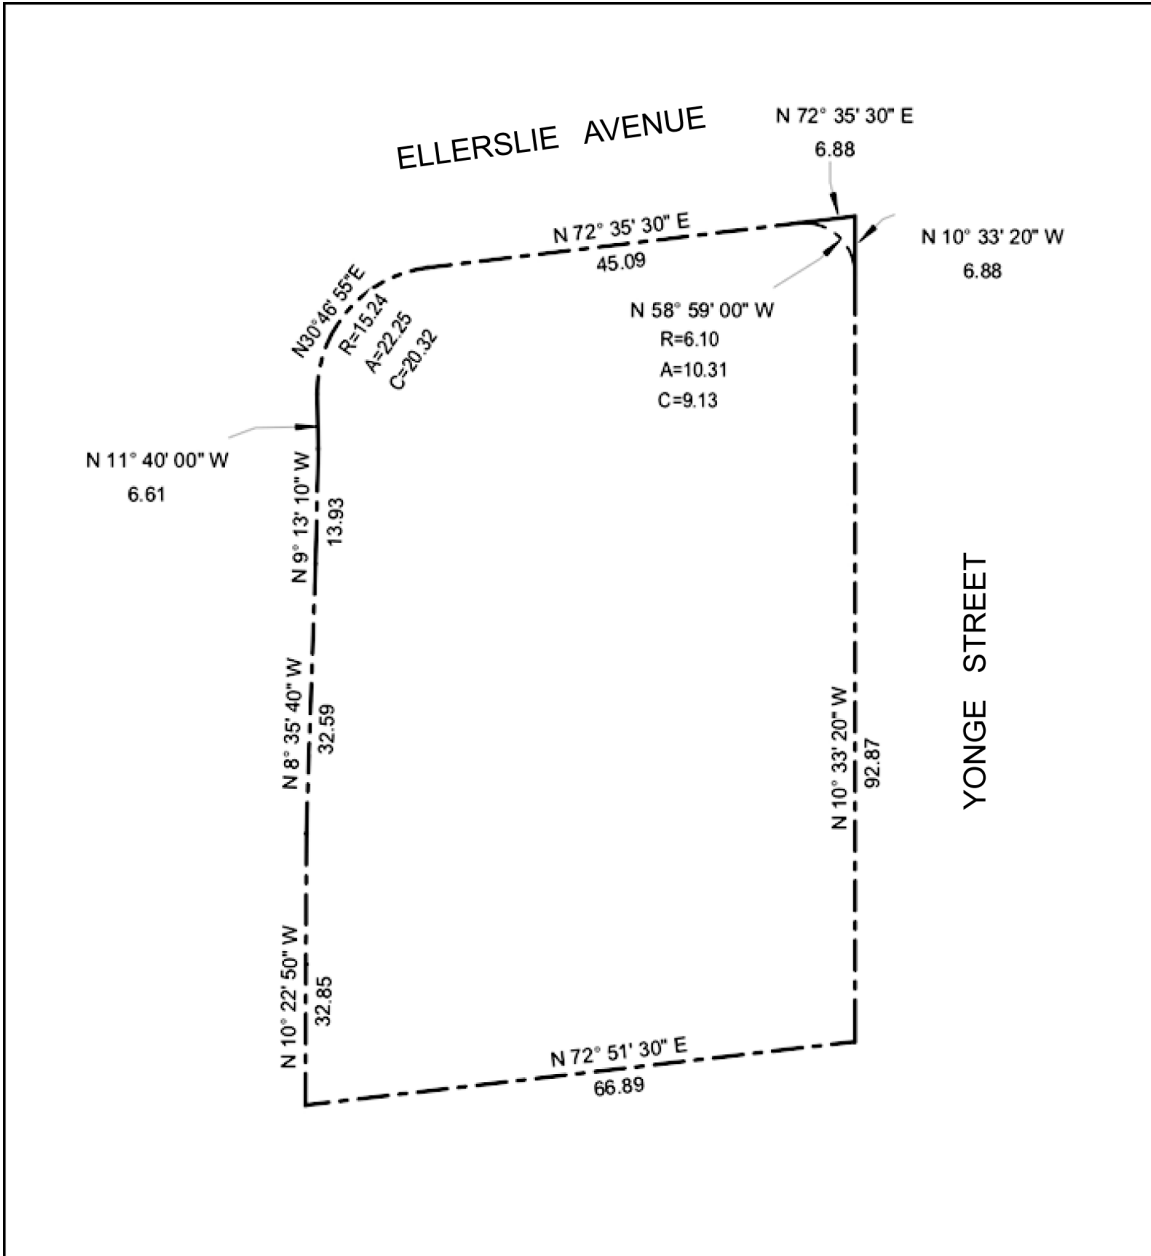 ELLERSLIE AVENUE
N 72° 35' 30" E
6.88
N 72° 35' 30" E
45.09
N 10° 33' 20" W
6.88
N 58° 59' 00" W
R=6.10
A=10.31
C=9.13
N30°46' 55"E
R=15.24
A=22.25
C=20.32
N 11° 40' 00" W
6.61
N 9° 13' 10" W
13.93
N 8° 35' 40" W
32.59
N 10° 33' 20" W
92.87
YONGE STREET
N 10° 22' 50" W
32.85
N 72° 51' 30" E
66.89